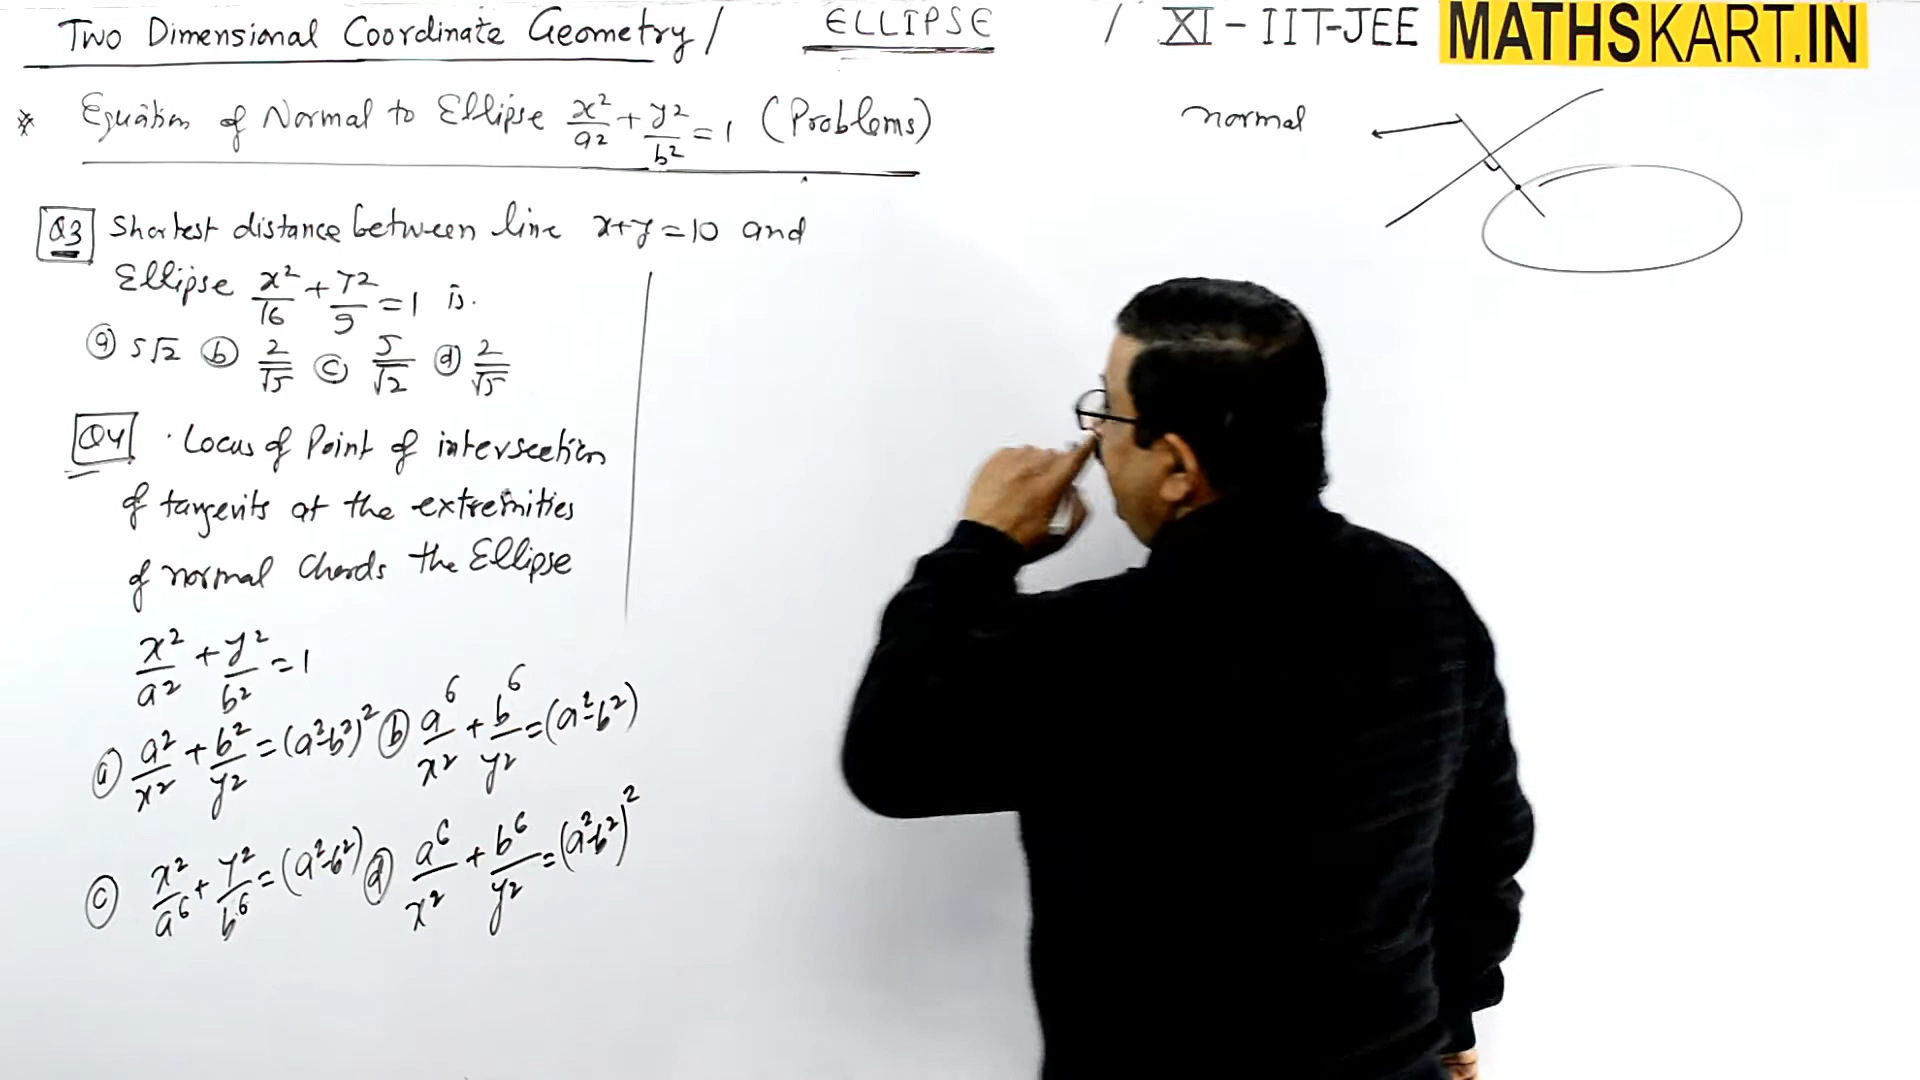 Two Dimensional Coordinate Geometry / ELLIPSE / XI - IIT-JEE MATHSKART.IN
* Equation of Normal to Ellipse x²/a² + y²/b² = 1 (Problems)
normal
Q3 Shortest distance between line x+y=10 and
Ellipse x²/16 + y²/9 = 1 is.
(a) 5√2 (b) 2/√5 (c) 5/√2 (d) 2/√5
Q4 . Locus of Point of intersection
of tangents at the extremities
of normal Chords the Ellipse
x²/a² + y²/b² = 1
(a) a²/x² + b²/y² = (a²-b²)² (b) a⁶/x² + b⁶/y² = (a²-b²)
(c) x²/a⁶ + y²/b⁶ = (a²-b²) (d) a⁶/x² + b⁶/y² = (a²-b²)²